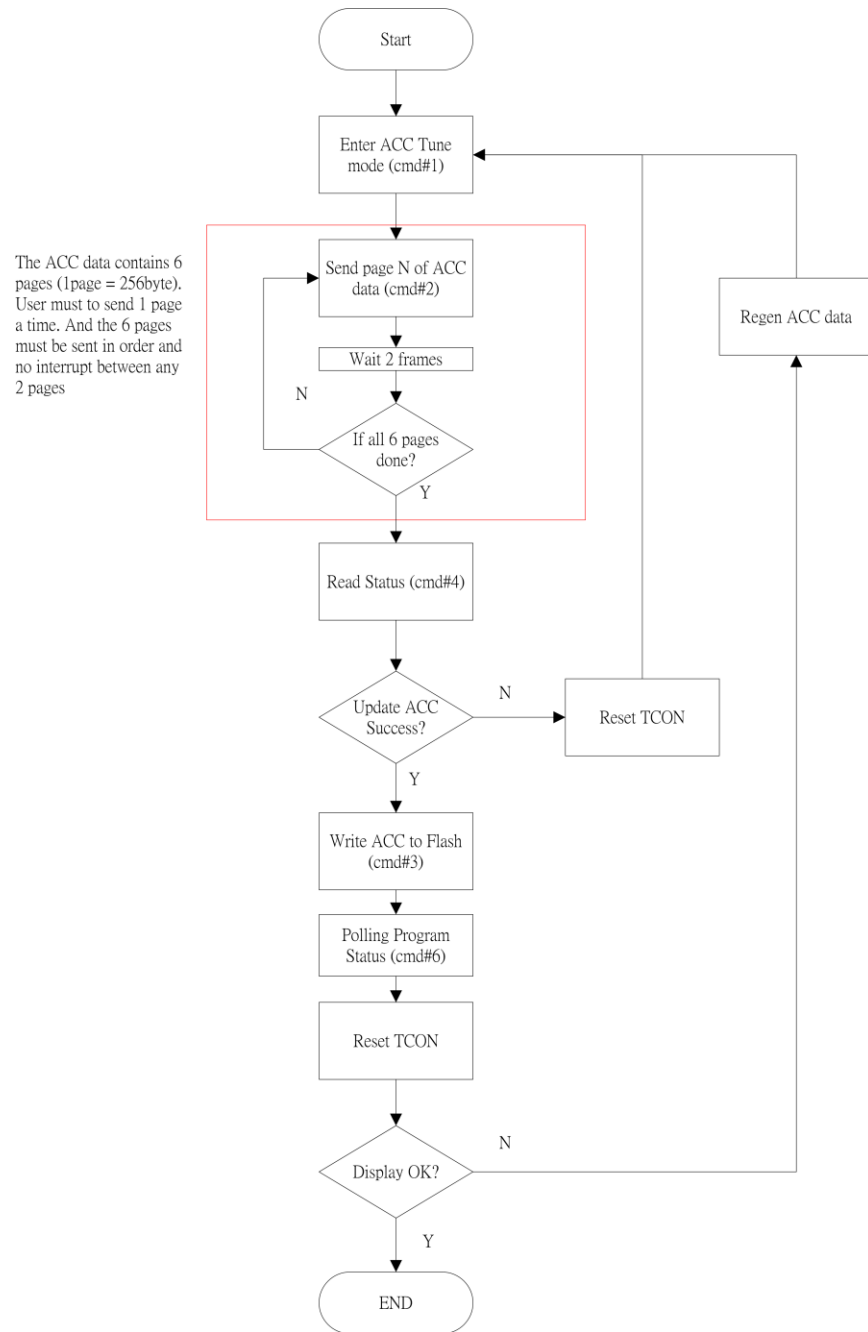 Start
Enter ACC Tune
mode (cmd#1)
The ACC data contains 6
pages (1page = 256byte).
User must to send 1 page
a time. And the 6 pages
must be sent in order and
no interrupt between any
2 pages
Send page N of ACC
data (cmd#2)
Regen ACC data
Wait 2 frames
N
If all 6 pages
done?
Y
Read Status (cmd#4)
Update ACC
Success?
N
Reset TCON
Y
Write ACC to Flash
(cmd#3)
Polling Program
Status (cmd#6)
Reset TCON
Display OK?
N
Y
END